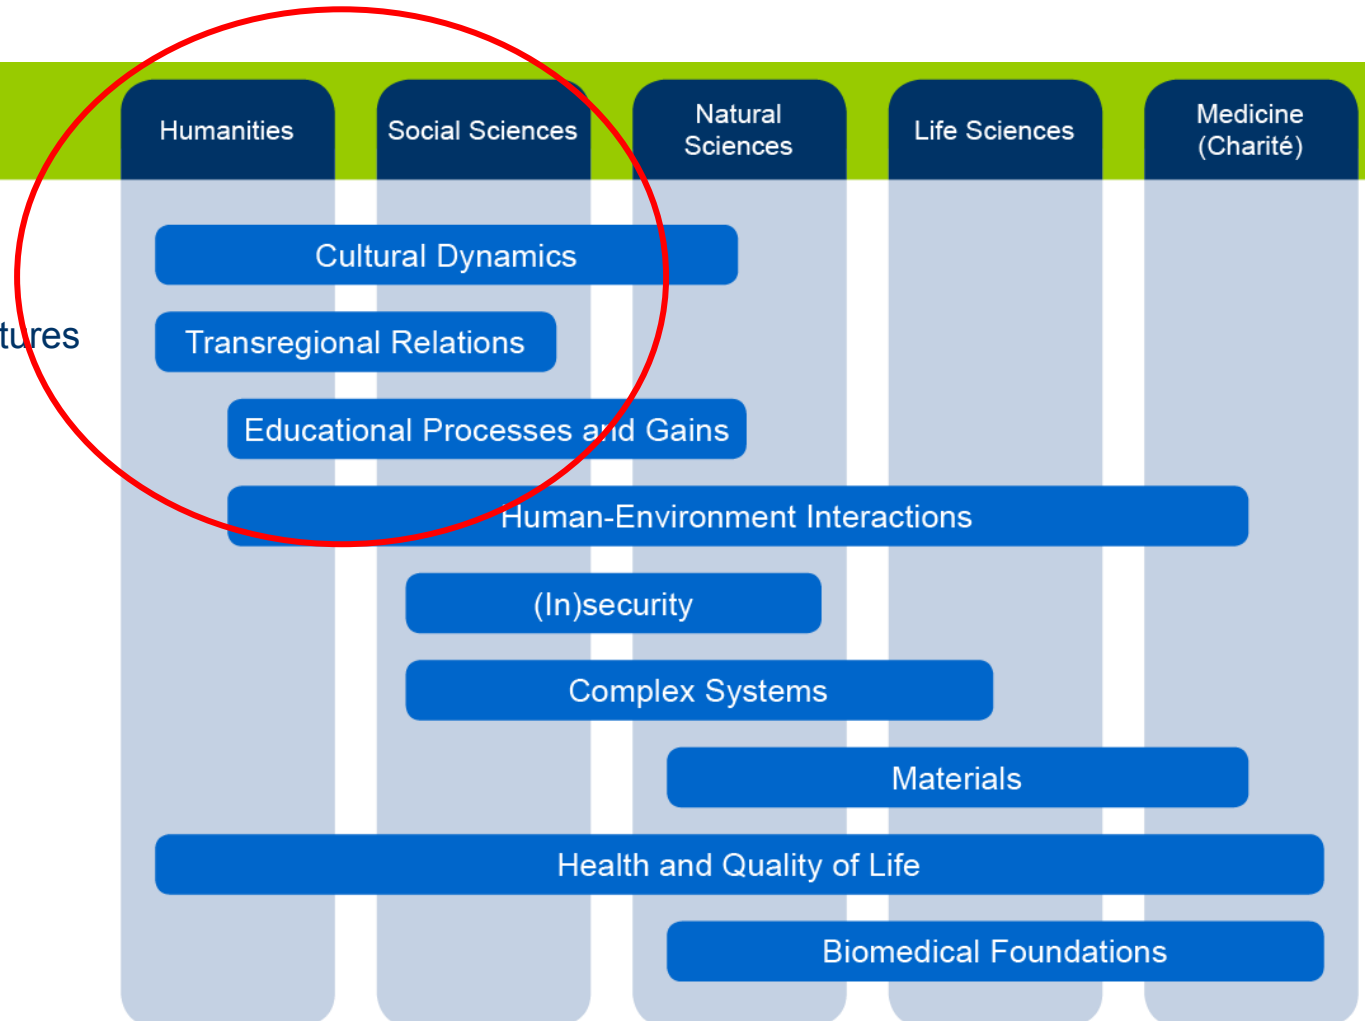 Humanities
Social Sciences
Natural
Sciences
Life Sciences
Medicine
(Charité)
Cultural Dynamics
tures
Transregional Relations
Educational Processes and Gains
Human-Environment Interactions
(In)security
Complex Systems
Materials
Health and Quality of Life
Biomedical Foundations